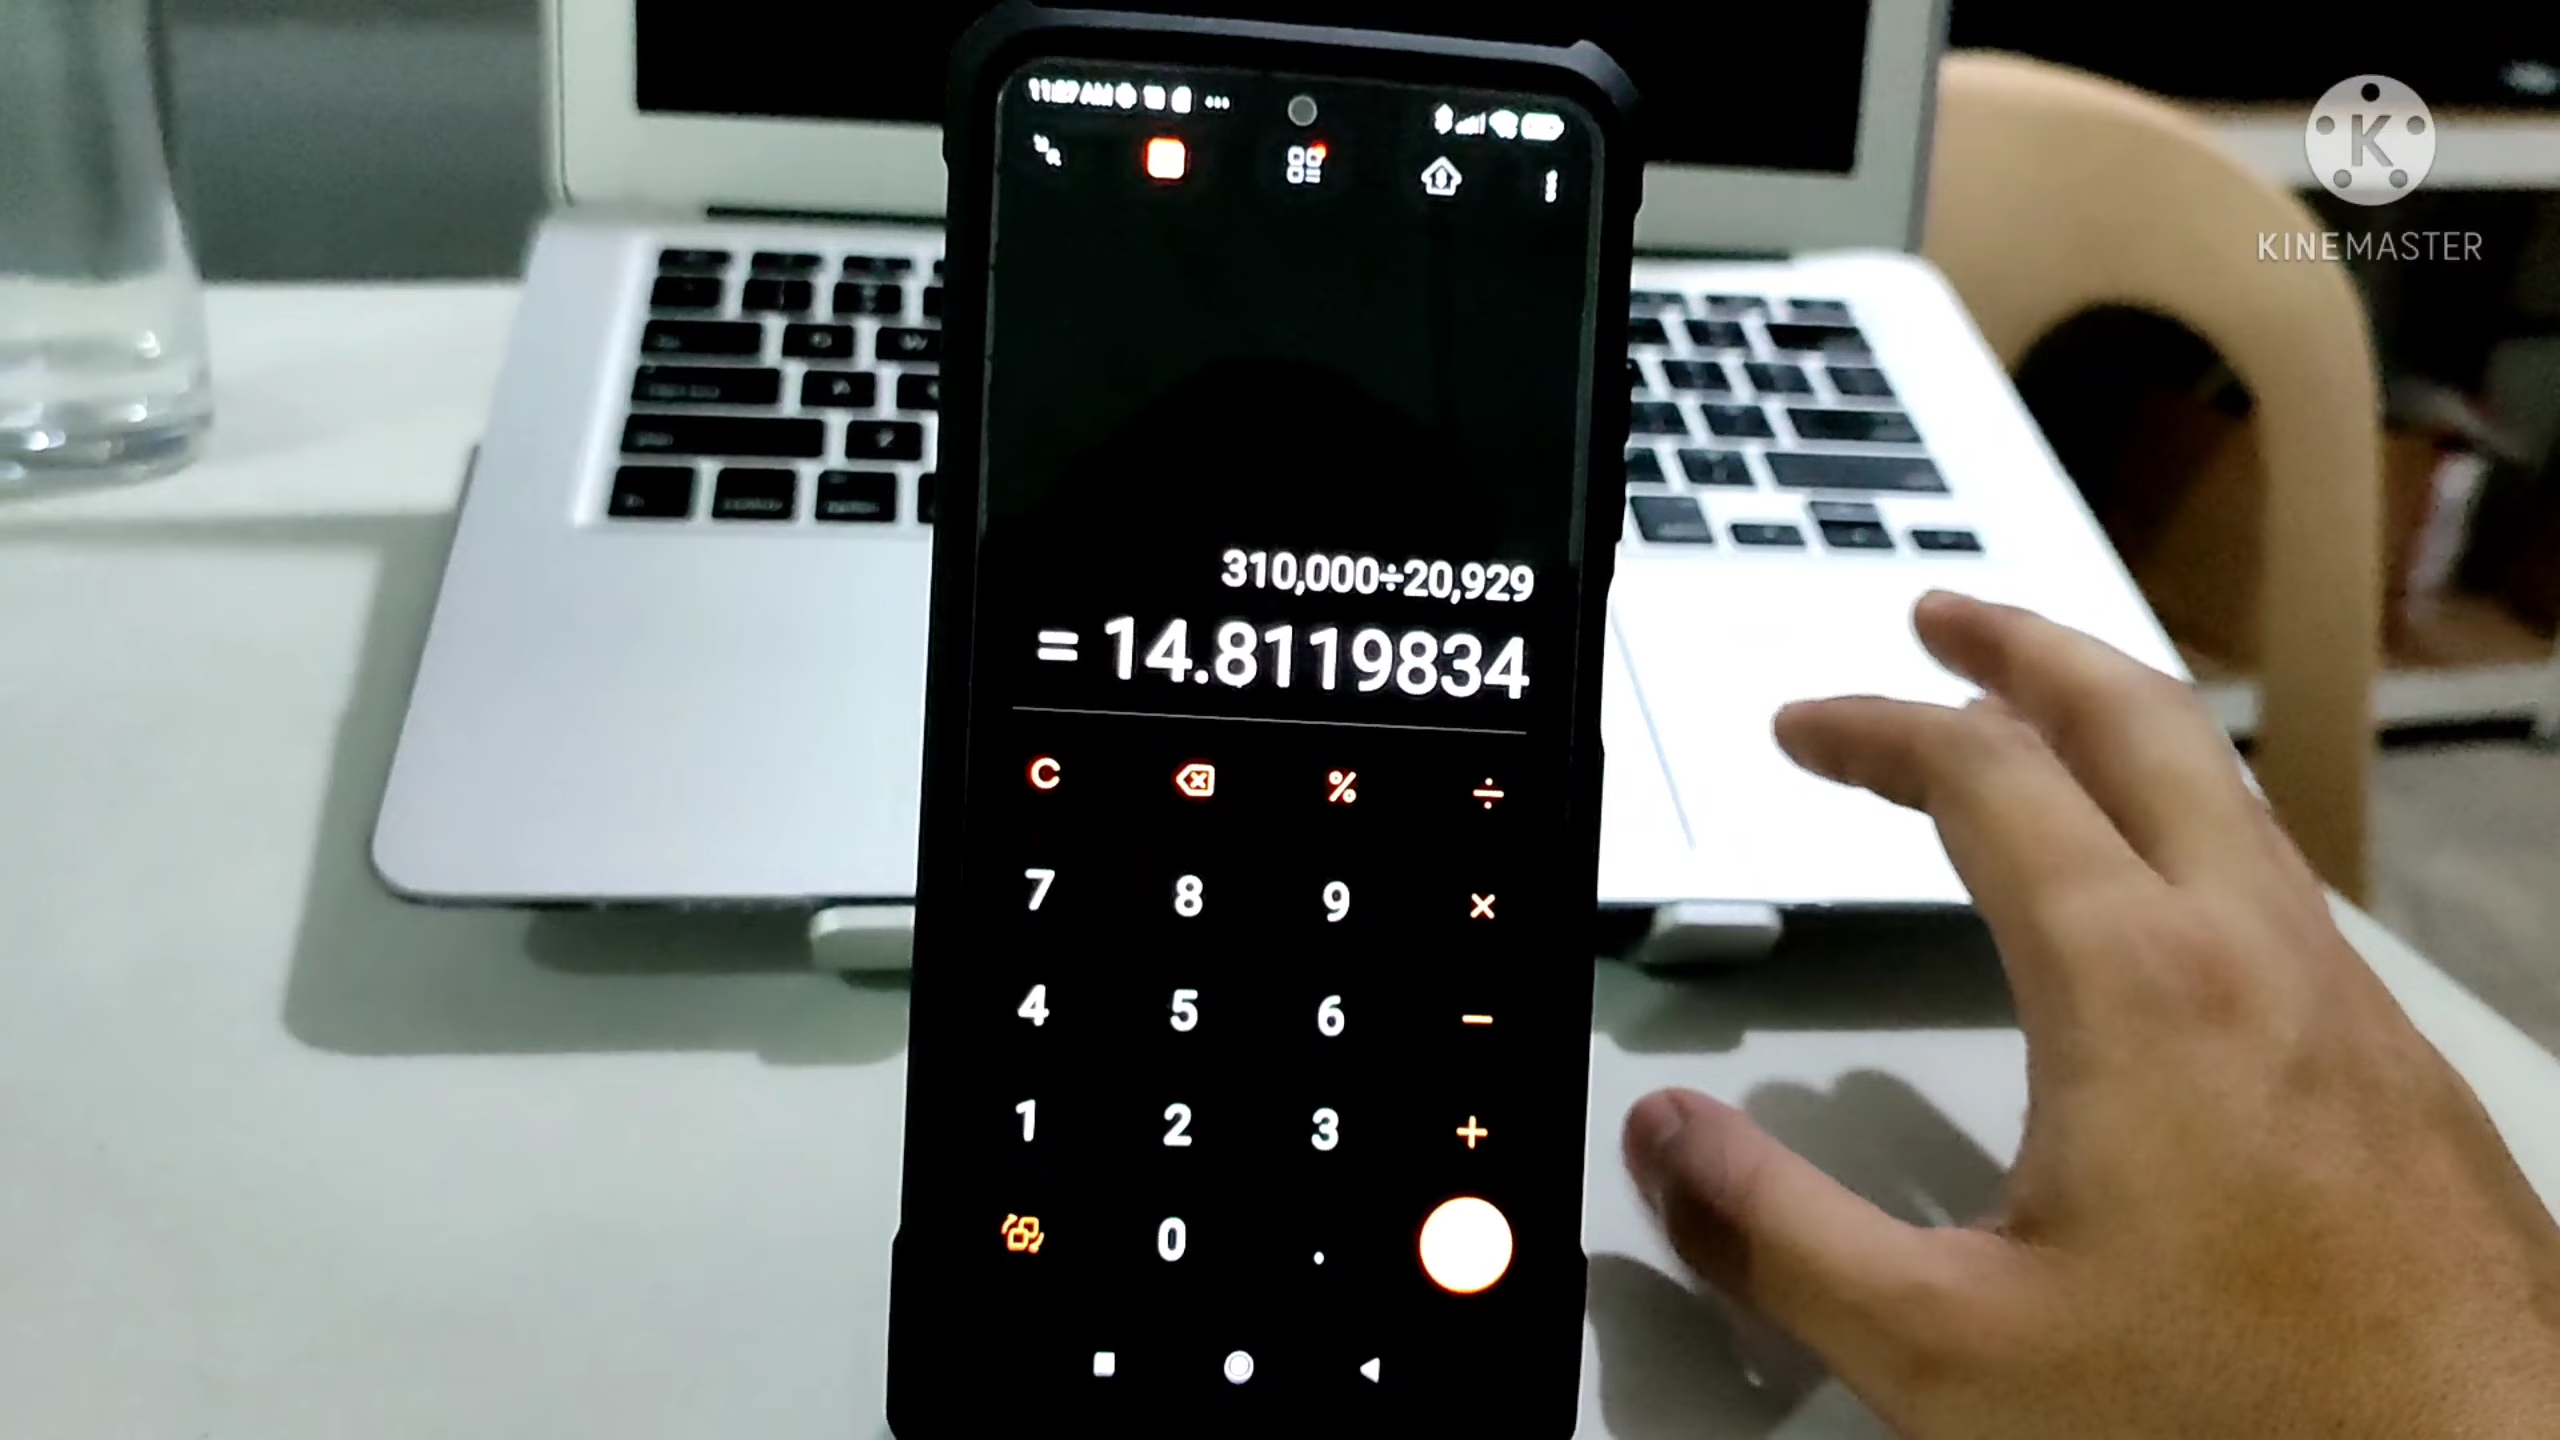 KINEMASTER
310,000÷20,929
= 14.8119834
C % ÷
7 8 9 ×
4 5 6 −
1 2 3 +
0 .